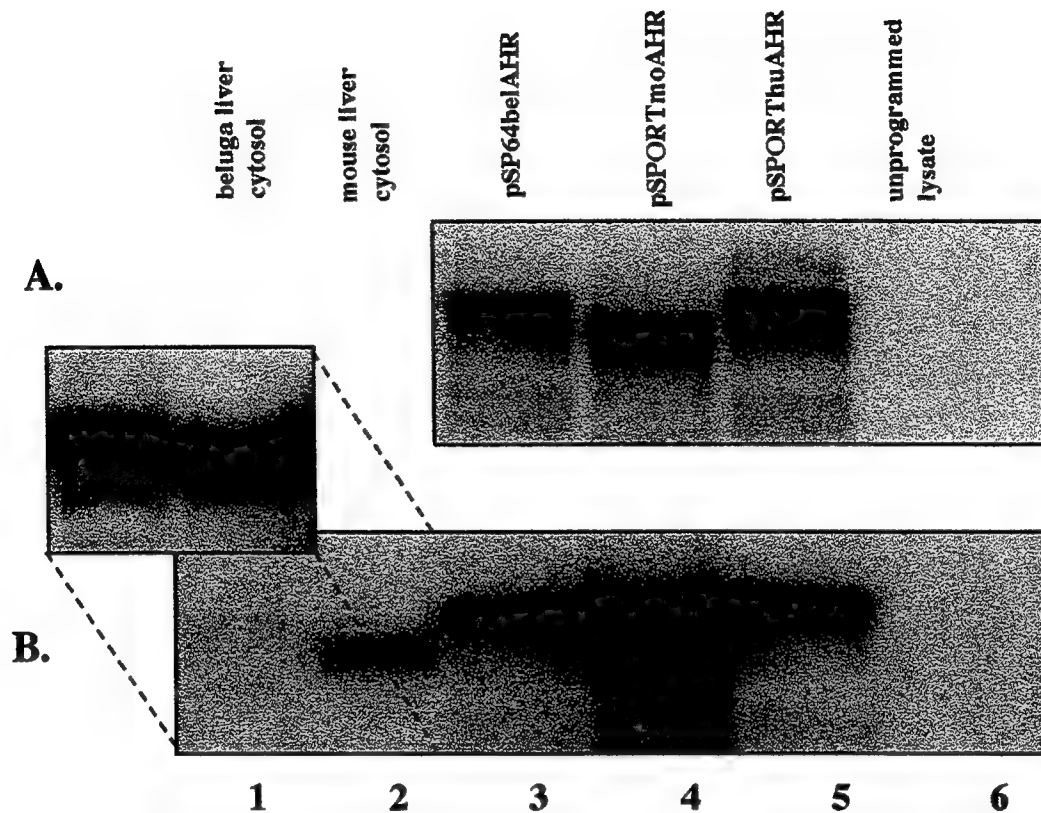 beluga liver
cytosol
mouse liver
cytosol
pSP64belAHR
pSPORTmoAHR
pSPORThuAHR
unprogrammed
lysate
A.
B.
1 2 3 4 5 6